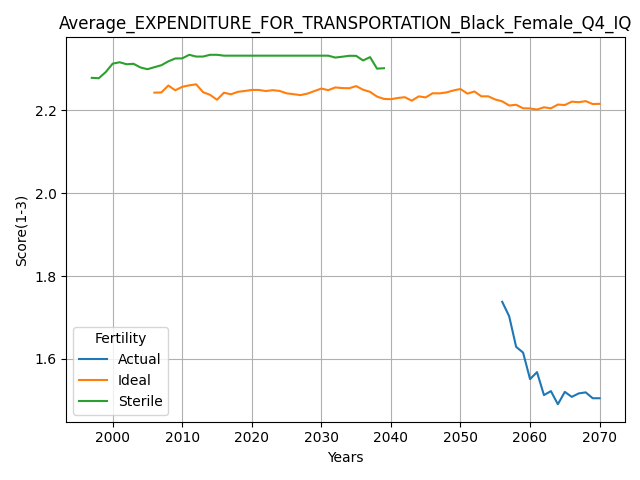 Average_EXPENDITURE_FOR_TRANSPORTATION_Black_Female_Q4_IQ
Score(1-3)
2.2
2.0
1.8
1.6
Fertility
Actual
Ideal
Sterile
2000 2010 2020 2030 2040 2050 2060 2070
Years